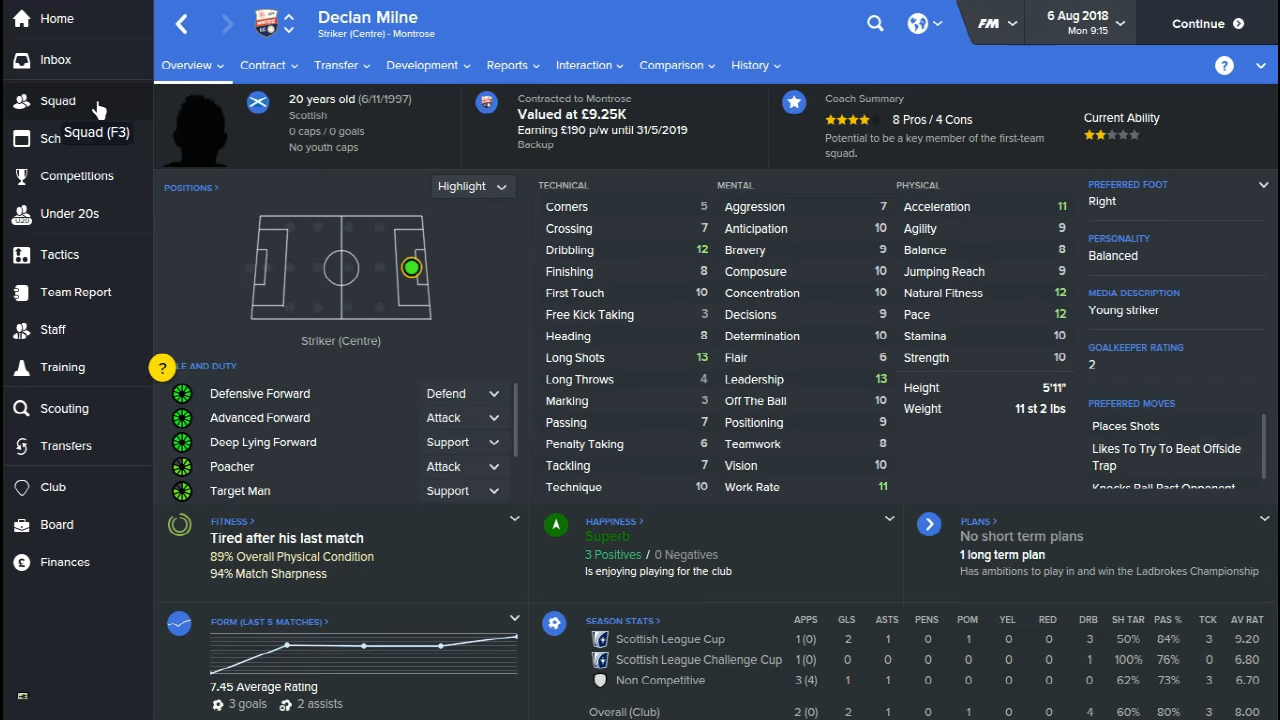 Home
Declan Milne
Striker (Centre) - Montrose
FM
6 Aug 2018
Mon 9:15
Continue
Inbox
Overview
Contract
Transfer
Development
Reports
Interaction
Comparison
History
?
Squad
Squad (F3)
Sch
Competitions
Under 20s
U20
Tactics
Team Report
Staff
Training
Scouting
Transfers
Club
Board
Finances
20 years old (6/11/1997)
Scottish
0 caps / 0 goals
No youth caps
Contracted to Montrose
Valued at £9.25K
Earning £190 p/w until 31/5/2019
Backup
Coach Summary
8 Pros / 4 Cons
Potential to be a key member of the first-team
squad.
Current Ability
POSITIONS >
Highlight
Striker (Centre)
?
LE AND DUTY
Defensive Forward Defend
Advanced Forward Attack
Deep Lying Forward Support
Poacher Attack
Target Man Support
TECHNICAL
Corners 5
Crossing 7
Dribbling 12
Finishing 8
First Touch 10
Free Kick Taking 3
Heading 8
Long Shots 13
Long Throws 4
Marking 3
Passing 7
Penalty Taking 6
Tackling 7
Technique 10
MENTAL
Aggression 7
Anticipation 10
Bravery 9
Composure 10
Concentration 10
Decisions 9
Determination 10
Flair 6
Leadership 13
Off The Ball 10
Positioning 9
Teamwork 8
Vision 10
Work Rate 11
PHYSICAL
Acceleration 11
Agility 9
Balance 8
Jumping Reach 9
Natural Fitness 12
Pace 12
Stamina 10
Strength 10
Height 5'11"
Weight 11 st 2 lbs
PREFERRED FOOT
Right
PERSONALITY
Balanced
MEDIA DESCRIPTION
Young striker
GOALKEEPER RATING
2
PREFERRED MOVES
Places Shots
Likes To Try To Beat Offside
Trap
Knocks Ball Past Opponent
FITNESS >
Tired after his last match
89% Overall Physical Condition
94% Match Sharpness
HAPPINESS >
Superb
3 Positives / 0 Negatives
Is enjoying playing for the club
PLANS >
No short term plans
1 long term plan
Has ambitions to play in and win the Ladbrokes Championship
FORM (LAST 5 MATCHES) >
7.45 Average Rating
3 goals 2 assists
SEASON STATS > APPS GLS ASTS PENS POM YEL RED DRB SH TAR PAS % TCK AV RAT
Scottish League Cup 1(0) 2 1 0 1 0 0 3 50% 84% 3 9.20
Scottish League Challenge Cup 1(0) 0 0 0 0 0 0 1 100% 76% 0 6.80
Non Competitive 3 (4) 1 1 0 0 0 0 0 62% 73% 3 6.70
Overall (Club) 2 (0) 2 1 0 1 0 0 4 60% 80% 3 8.00